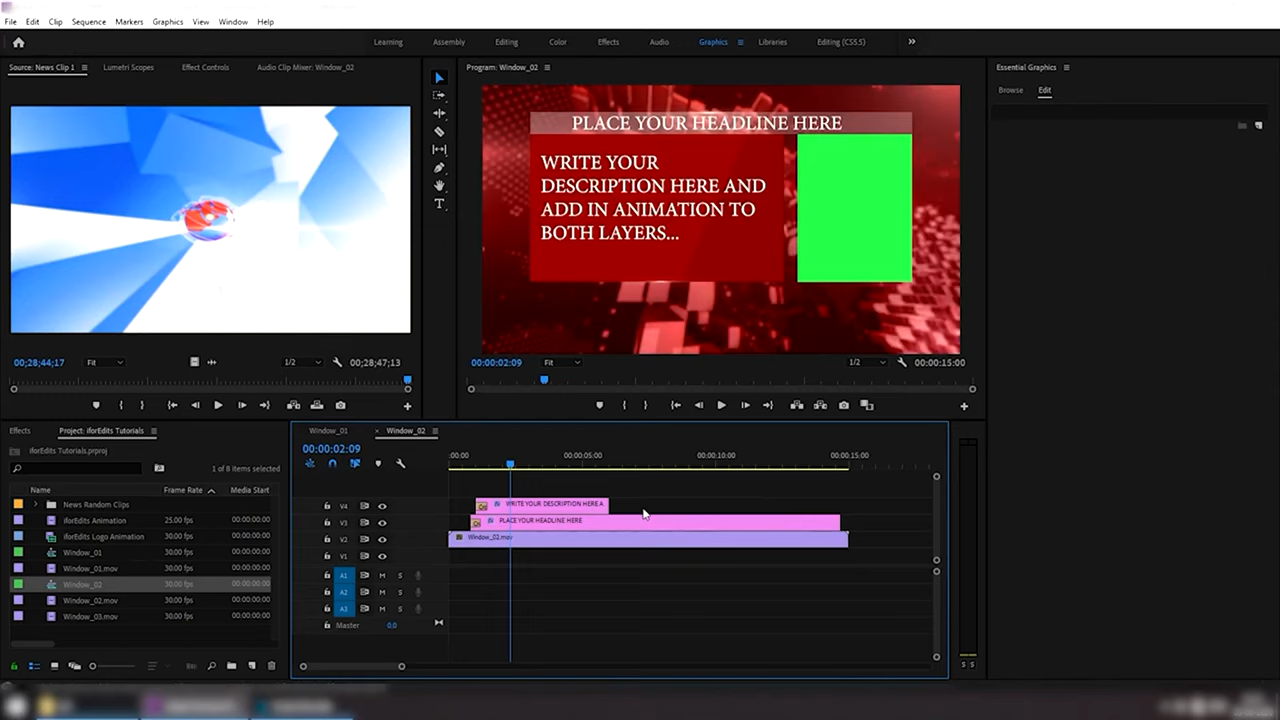 File Edit Clip Sequence Markers Graphics View Window Help
Learning Assembly Editing Color Effects Audio Graphics Libraries Editing (CS5.5)
Source: News Clip 1 Lumetri Scopes Effect Controls Audio Clip Mixer: Window_02
Program: Window_02
Essential Graphics
Browse Edit
PLACE YOUR HEADLINE HERE
WRITE YOUR
DESCRIPTION HERE AND
ADD IN ANIMATION TO
BOTH LAYERS...
00;28;44;17 Fit 1/2 00;28;47;13
00:00:02:09 Fit 1/2 00:00:15:00
Effects Project: iforEdits Tutorials
iforEdits Tutorials.prproj
1 of 8 items selected
Name Frame Rate Media Start
News Random Clips
iforEdits Animation 25.00 fps 00:00:00:00
iforEdits Logo Animation 30.00 fps 00:00:00:00
Window_01 30.00 fps 00:00:00:00
Window_01.mov 30.00 fps 00:00:00:00
Window_02 30.00 fps 00:00:00:00
Window_02.mov 30.00 fps 00:00:00:00
Window_03.mov 30.00 fps 00:00:00:00
Window_01 × Window_02
00:00:02:09
:00:00 00:00:05:00 00:00:10:00 00:00:15:00
V4 WRITE YOUR DESCRIPTION HERE A
V3 PLACE YOUR HEADLINE HERE
V2 Window_02.mov
V1
A1 M S
A2 M S
A3 M S
Master 0.0
S S